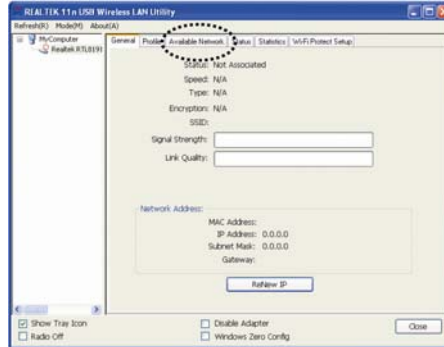 REALTEK 11n USB Wireless LAN Utility
Refresh(R) Mode(M) About(A)
MyComputer
Realtek RTL8191
General Profile Available Network Status Statistics Wi-Fi Protect Setup
Status: Not Associated
Speed: N/A
Type: N/A
Encryption: N/A
SSID:
Signal Strength:
Link Quality:
Network Address:
MAC Address:
IP Address: 0.0.0.0
Subnet Mask: 0.0.0.0
Gateway:
ReNew IP
Show Tray Icon
Radio Off
Disable Adapter
Windows Zero Config
Close